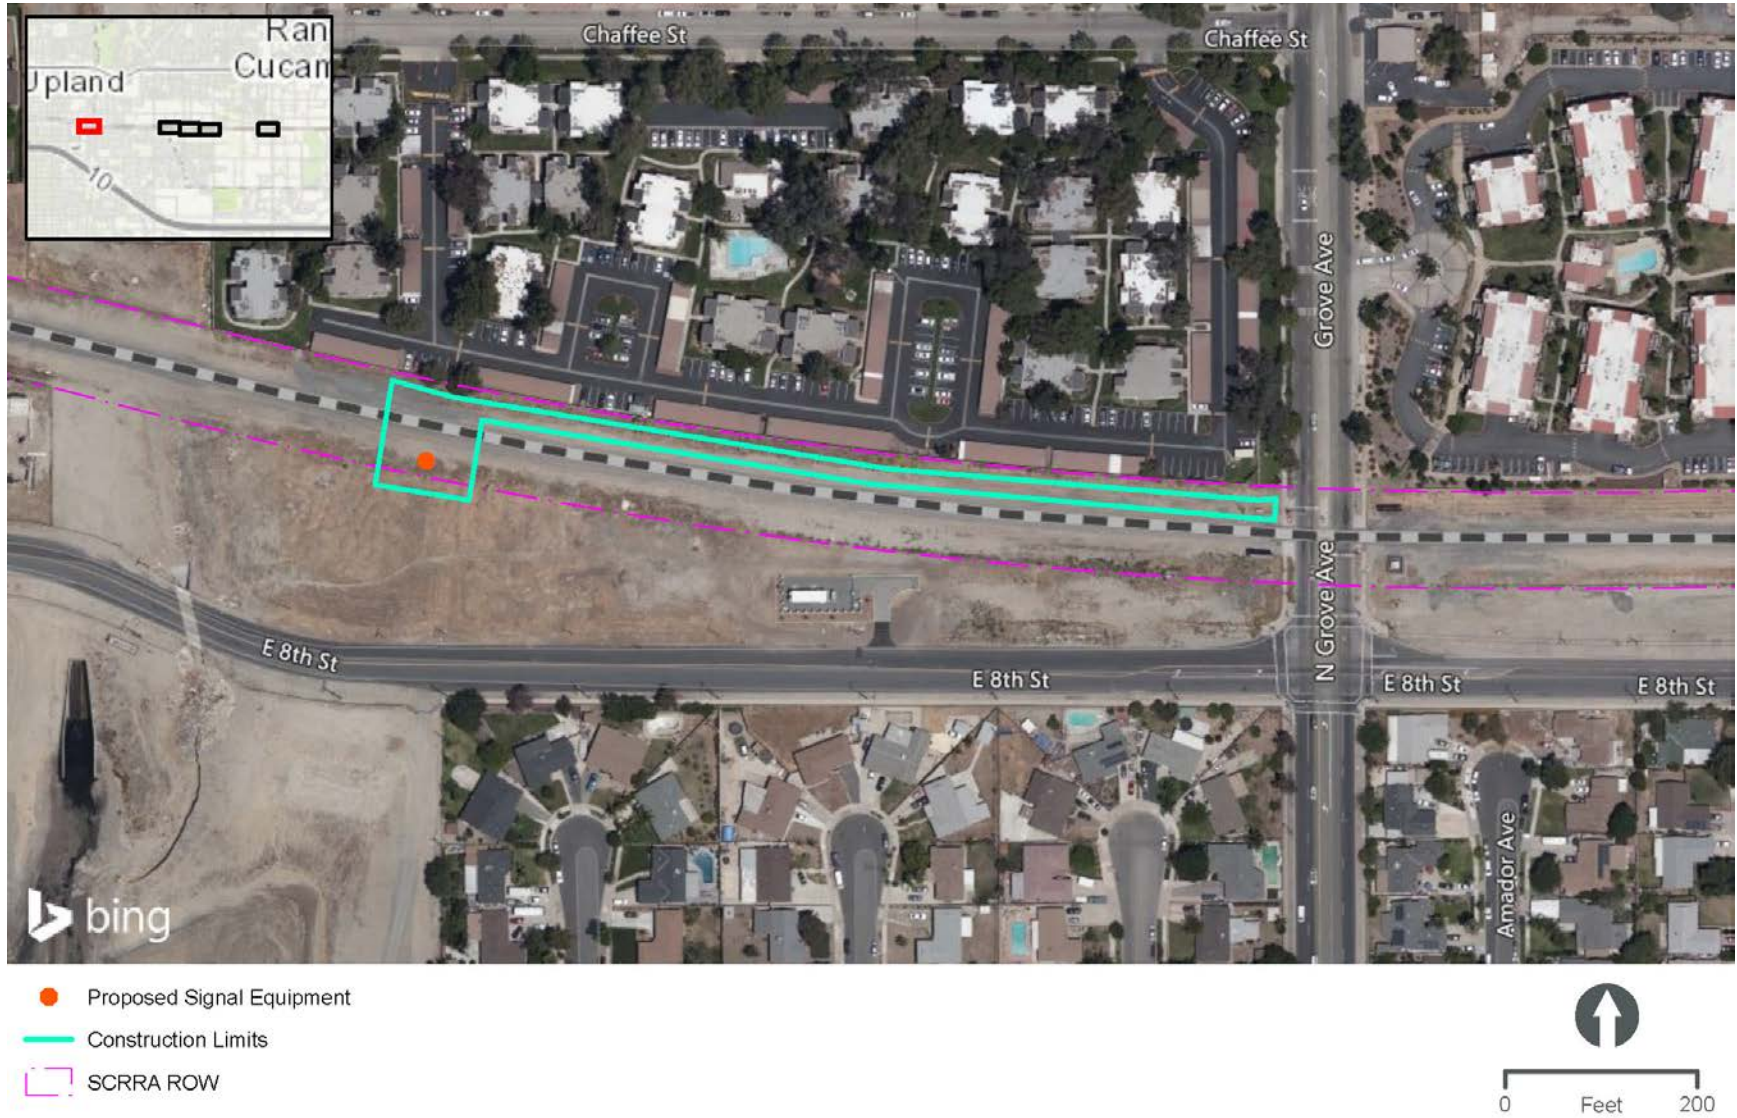 Ran
Cucam
Upland
10
Chaffee St
Chaffee St
Grove Ave
N Grove Ave
E 8th St
E 8th St
E 8th St
E 8th St
Amador Ave
bing
Proposed Signal Equipment
Construction Limits
SCRRA ROW
0
Feet
200